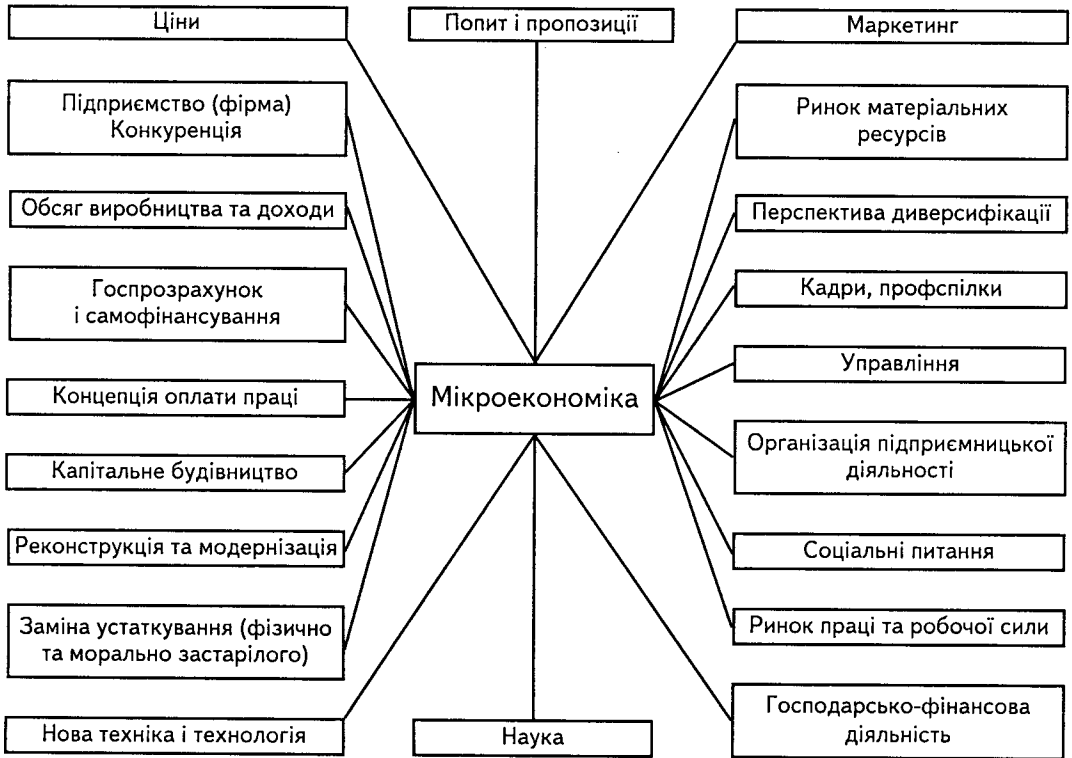 Ціни
Попит і пропозиції
Маркетинг
Підприємство (фірма)
Конкуренція
Ринок матеріальних
ресурсів
Обсяг виробництва та доходи
Перспектива диверсифікації
Госпрозрахунок
і самофінансування
Кадри, профспілки
Управління
Концепція оплати праці
Мікроекономіка
Організація підприємницької
діяльності
Капітальне будівництво
Реконструкція та модернізація
Соціальні питання
Заміна устаткування (фізично
та морально застарілого)
Ринок праці та робочої сили
Нова техніка і технологія
Наука
Господарсько-фінансова
діяльність